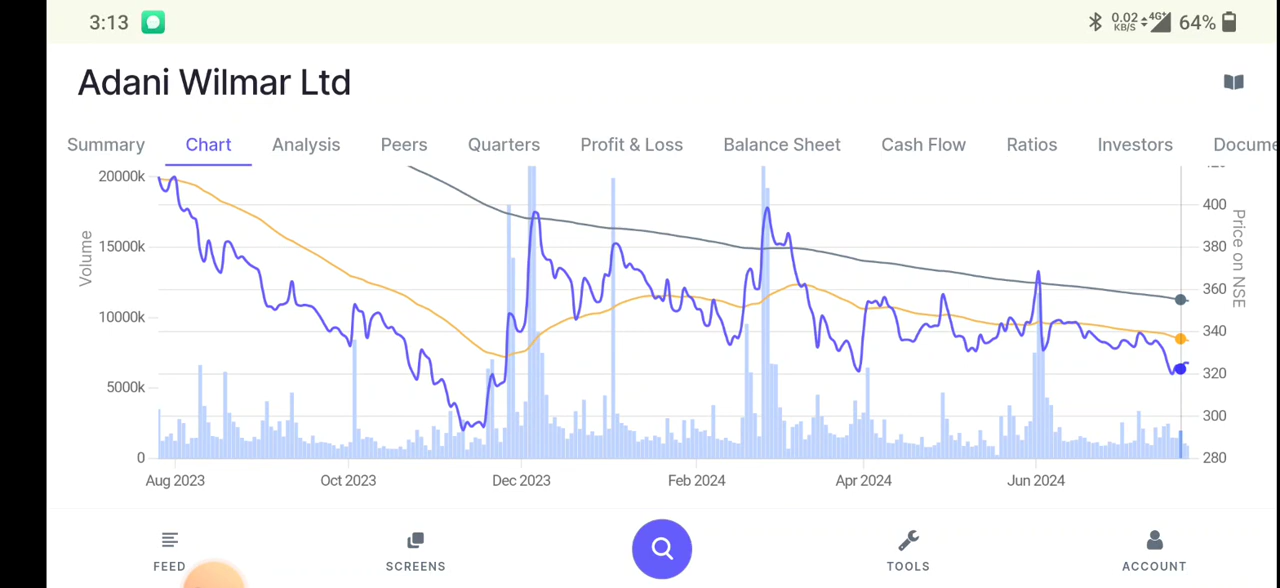 3:13
0.02 KB/S 4G+ 64%
Adani Wilmar Ltd
Summary Chart Analysis Peers Quarters Profit & Loss Balance Sheet Cash Flow Ratios Investors Docume
20000k
15000k
10000k
5000k
0
Volume
400
380
360
340
320
300
280
Price on NSE
Aug 2023 Oct 2023 Dec 2023 Feb 2024 Apr 2024 Jun 2024
FEED SCREENS TOOLS ACCOUNT